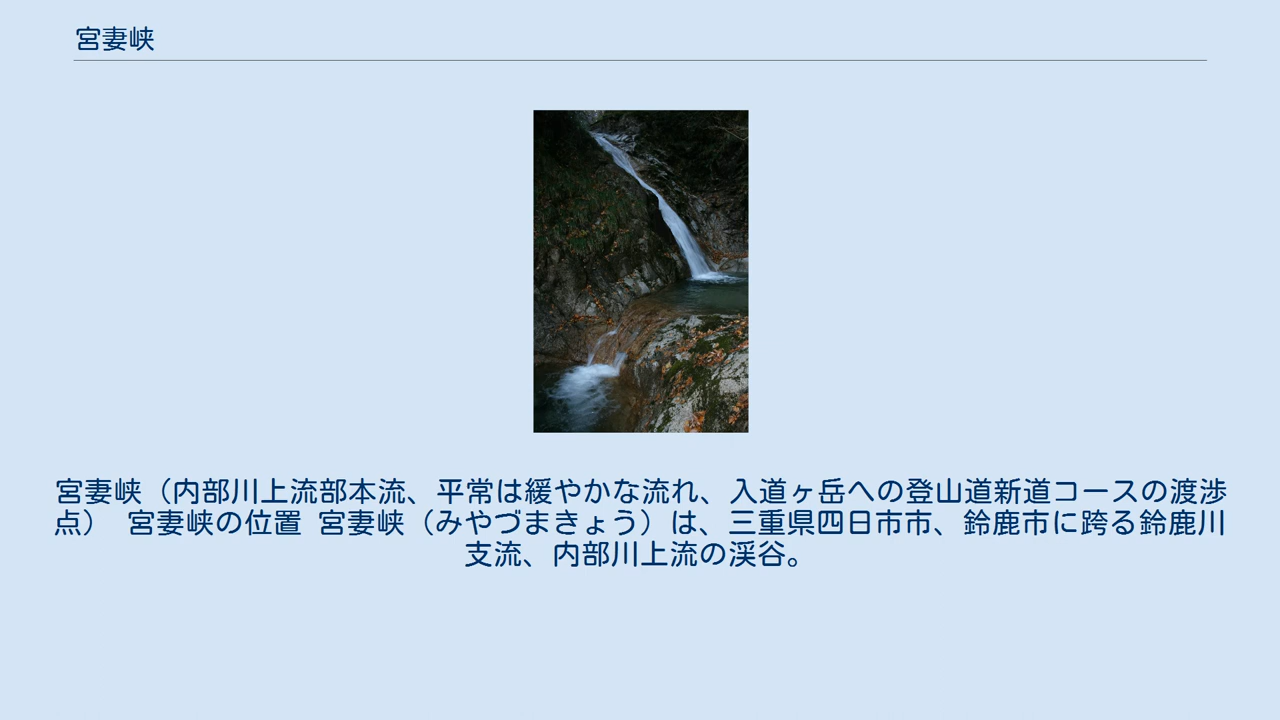 宮妻峡
宮妻峡（内部川上流部本流、平常は緩やかな流れ、入道ヶ岳への登山道新道コースの渡渉
点） 宮妻峡の位置 宮妻峡（みやづまきょう）は、三重県四日市市、鈴鹿市に跨る鈴鹿川
支流、内部川上流の渓谷。